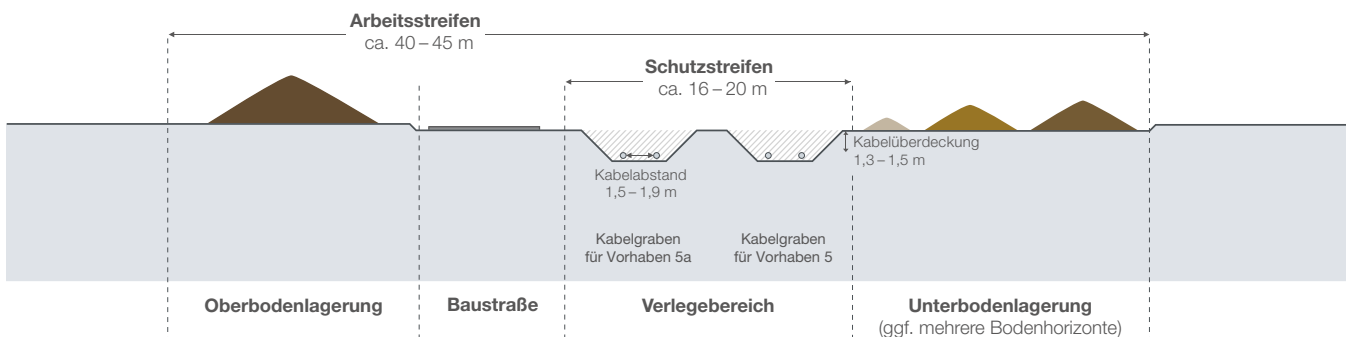 Arbeitsstreifen
ca. 40 – 45 m
Schutzstreifen
ca. 16 – 20 m
Kabelüberdeckung
1,3 – 1,5 m
Kabelabstand
1,5 – 1,9 m
Kabelgraben
für Vorhaben 5a
Kabelgraben
für Vorhaben 5
Oberbodenlagerung
Baustraße
Verlegebereich
Unterbodenlagerung
(ggf. mehrere Bodenhorizonte)